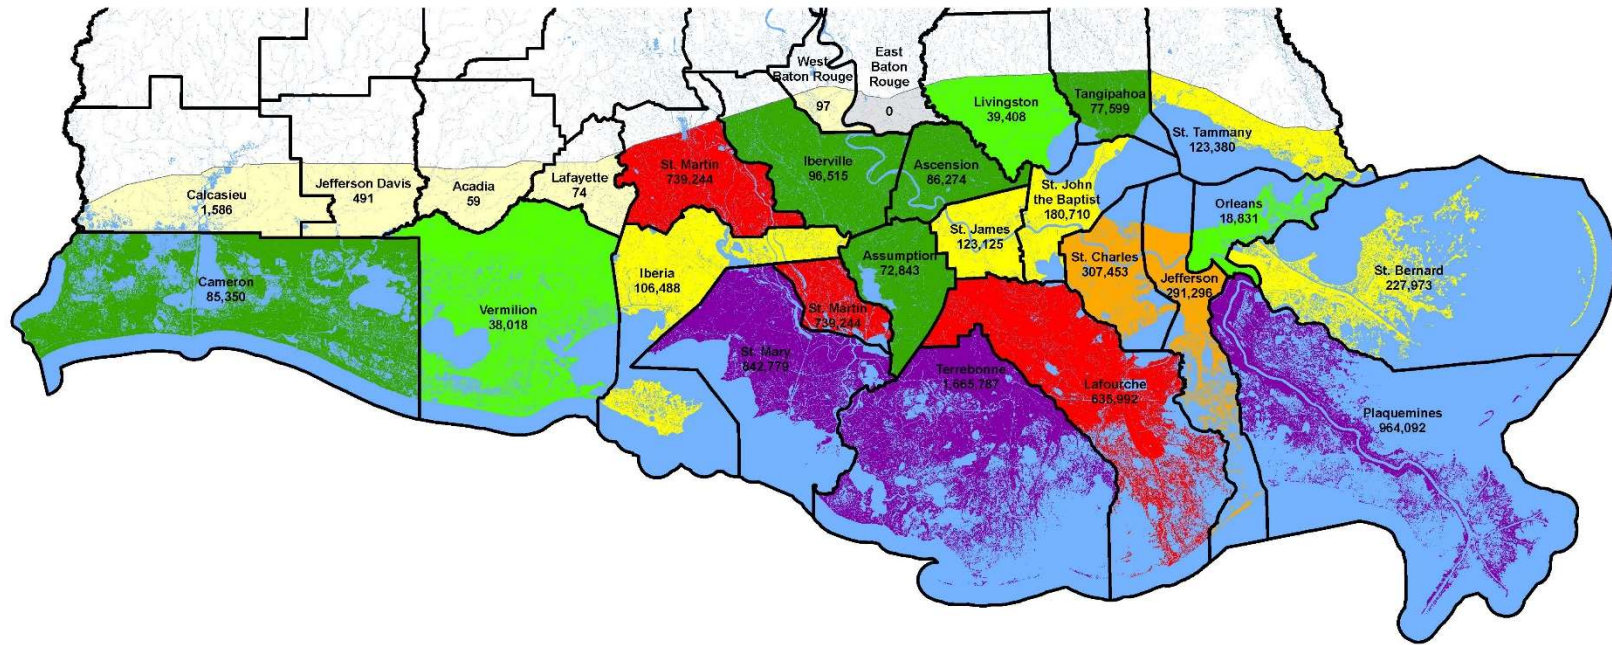 West
Baton Rouge
97
East
Baton
Rouge
0
Livingston
39,408
Tangipahoa
77,599
St. Tammany
123,380
Calcasieu
1,586
Jefferson Davis
491
Acadia
59
Lafayette
74
St. Martin
739,244
Iberville
96,515
Ascension
86,274
St. John
the Baptist
180,710
Orleans
18,831
St. James
123,125
St. Charles
307,453
Jefferson
291,296
St. Bernard
227,973
Cameron
85,350
Vermilion
38,018
Iberia
106,488
Assumption
72,843
St. Martin
739,244
St. Mary
842,779
Terrebonne
1,665,787
Lafourche
635,992
Plaquemines
964,092